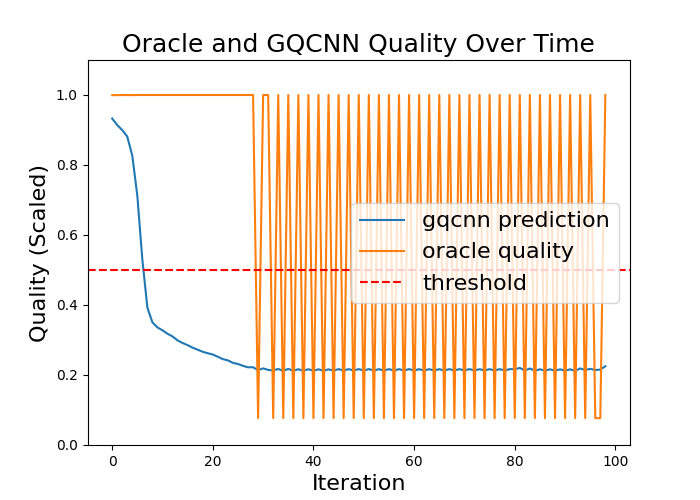 Oracle and GQCNN Quality Over Time
Quality (Scaled)
1.0
0.8
0.6
0.4
0.2
0.0
gqcnn prediction
oracle quality
threshold
0 20 40 60 80 100
Iteration